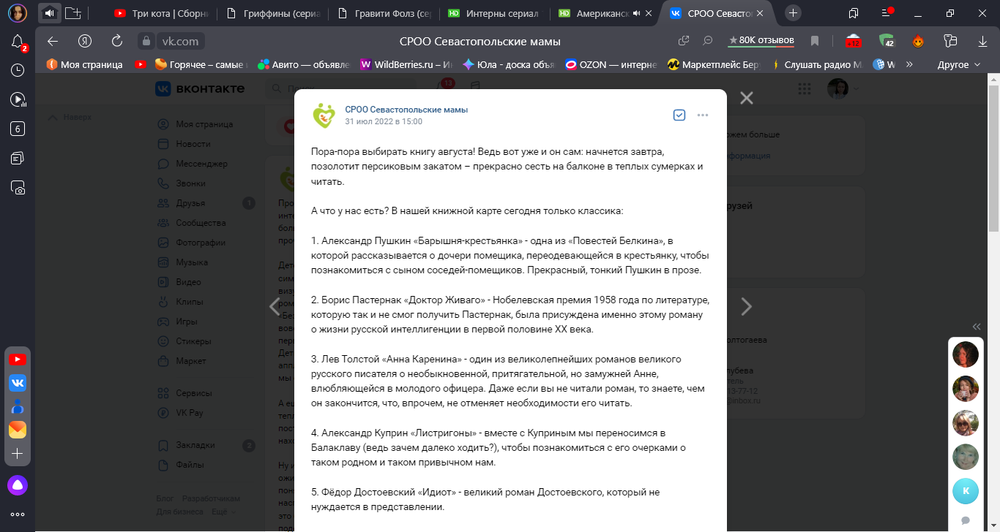 Три кота | Сборн
Гриффины (сериа
Гравити Фолз (се
Интерны сериал
Американск
СРОО Севасто
2
vk.com
СРОО Севастопольские мамы
80K отзывов
+12
42
Моя страница
Горячее – самые
Авито — объявле
WildBerries.ru – И
Юла - доска объя
OZON — интерне
Маркетплейс Бер
Слушать радио М
W
Другое
6
вконтакте
Поиск
13
Наверх
Моя страница
Новости
Мессенджер
Звонки
Друзья
1
Сообщества
Фотографии
Музыка
Видео
Клипы
Игры
Стикеры
Маркет
Сервисы
VK Pay
Закладки
2
Файлы
Блог Разработчикам
Для бизнеса Ещё
СРОО Севастопольские мамы
31 июл 2022 в 15:00
Пора-пора выбирать книгу августа! Ведь вот уже и он сам: начнется завтра,
позолотит персиковым закатом – прекрасно сесть на балконе в теплых сумерках и
читать.
А что у нас есть? В нашей книжной карте сегодня только классика:
1. Александр Пушкин «Барышня-крестьянка» - одна из «Повестей Белкина», в
которой рассказывается о дочери помещика, переодевающейся в крестьянку, чтобы
познакомиться с сыном соседей-помещиков. Прекрасный, тонкий Пушкин в прозе.
2. Борис Пастернак «Доктор Живаго» - Нобелевская премия 1958 года по литературе,
которую так и не смог получить Пастернак, была присуждена именно этому роману
о жизни русской интеллигенции в первой половине XX века.
3. Лев Толстой «Анна Каренина» - один из великолепнейших романов великого
русского писателя о необыкновенной, притягательной, но замужней Анне,
влюбляющейся в молодого офицера. Даже если вы не читали роман, то знаете, чем
он закончится, что, впрочем, не отменяет необходимости его читать.
4. Александр Куприн «Листригоны» - вместе с Куприным мы переносимся в
Балаклаву (ведь зачем далеко ходить?), чтобы познакомиться с его очерками о
таком родном и таком привычном нам.
5. Фёдор Достоевский «Идиот» - великий роман Достоевского, который не
нуждается в представлении.
ожем больше
нформация
рузей
олтогаева
лубева
тель
13-77-12
@inbox.ru
K